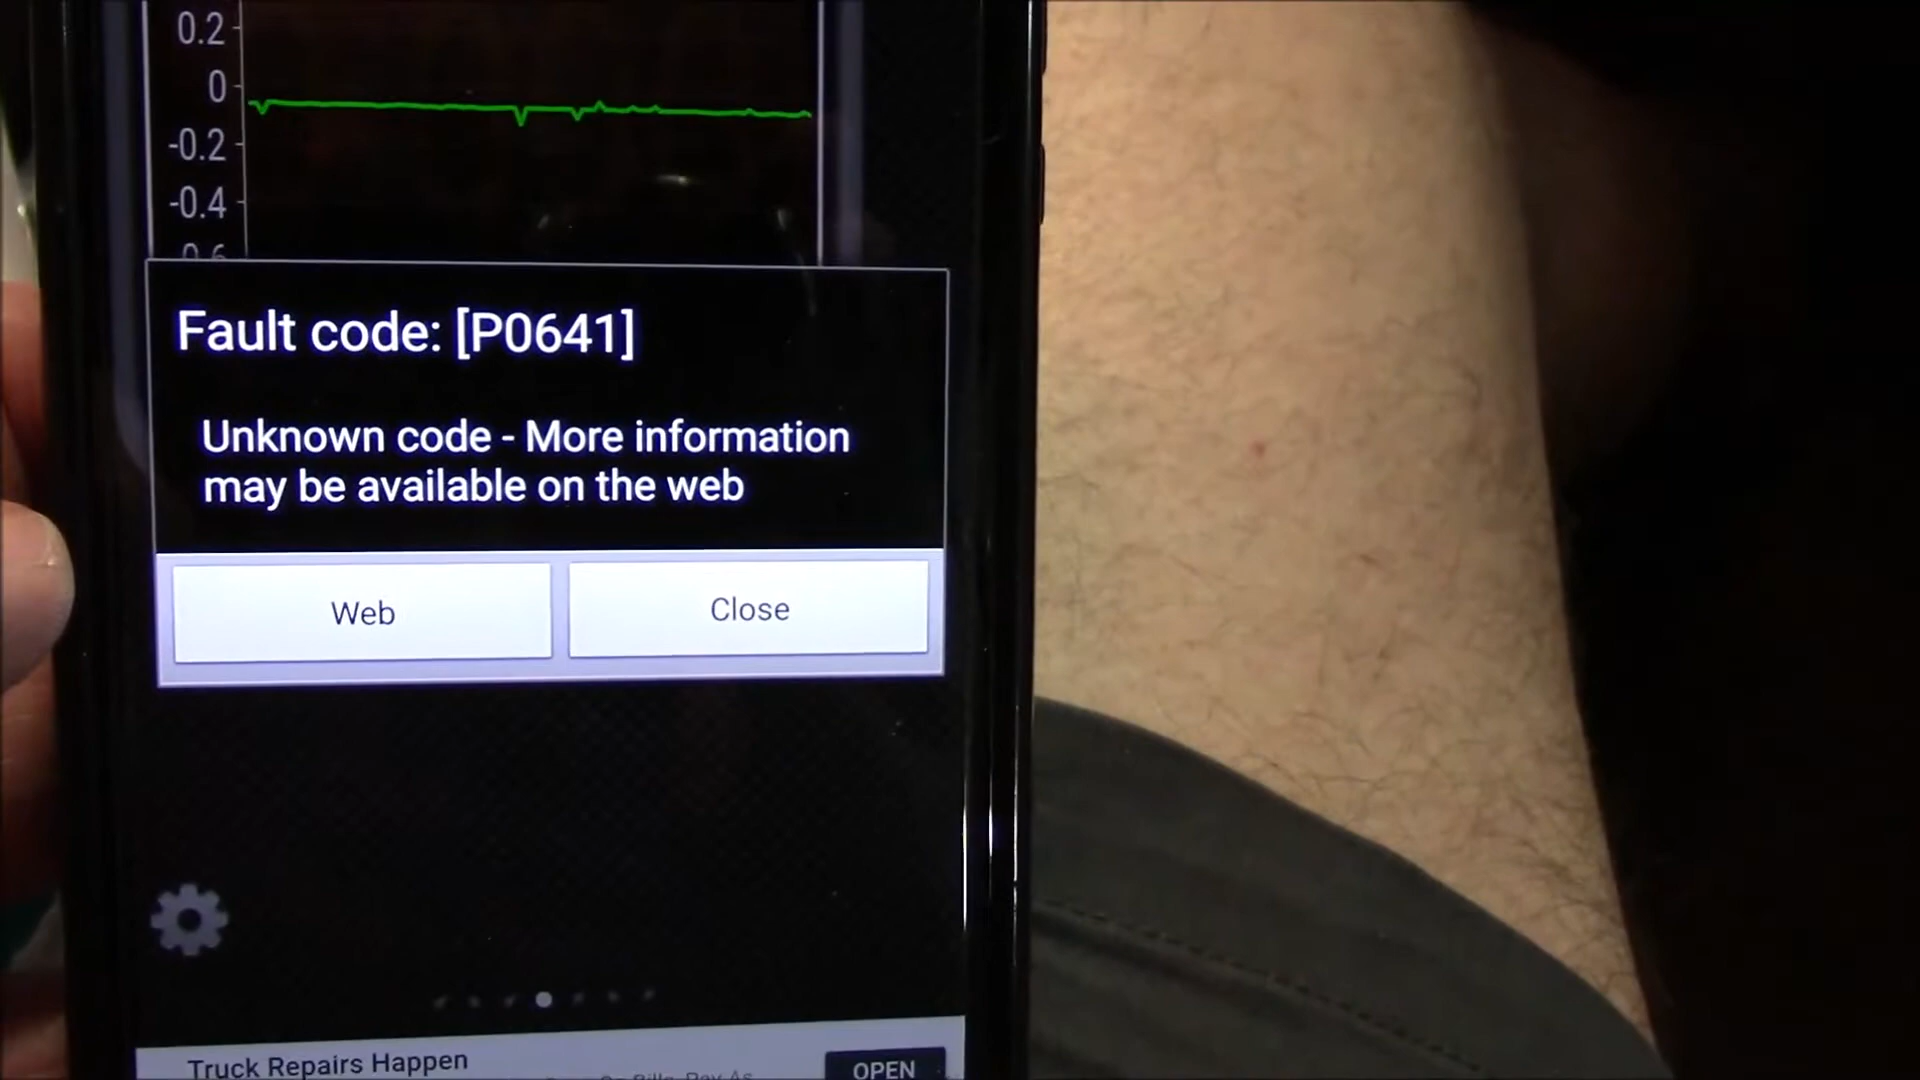 0.2
0
-0.2
-0.4
Fault code: [P0641]
Unknown code - More information
may be available on the web
Web
Close
Truck Repairs Happen
OPEN